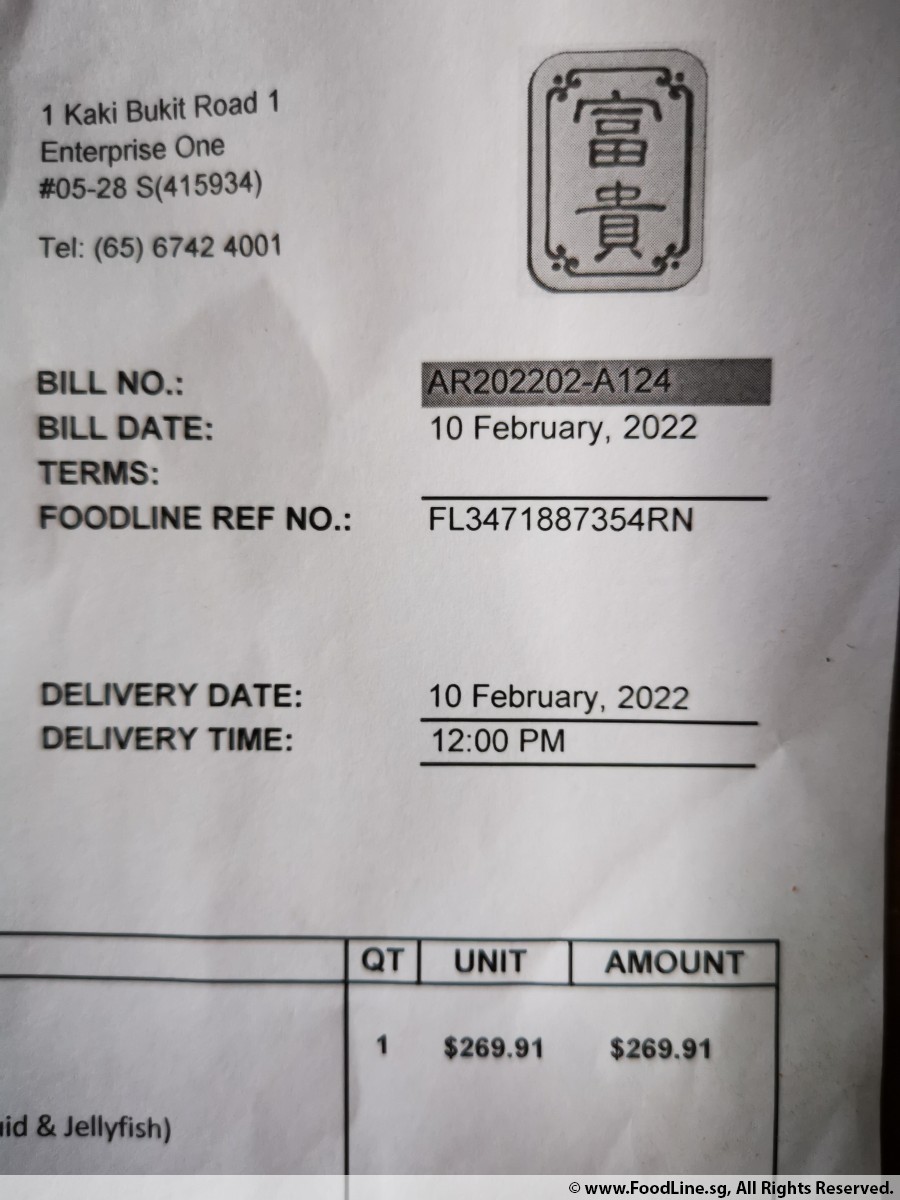 1 Kaki Bukit Road 1
Enterprise One
#05-28 S(415934)
Tel: (65) 6742 4001
富
貴
BILL NO.: AR202202-A124
BILL DATE: 10 February, 2022
TERMS:
FOODLINE REF NO.: FL3471887354RN
DELIVERY DATE: 10 February, 2022
DELIVERY TIME: 12:00 PM
QT UNIT AMOUNT
1 $269.91 $269.91
& Jellyfish)
© www.FoodLine.sg, All Rights Reserved.